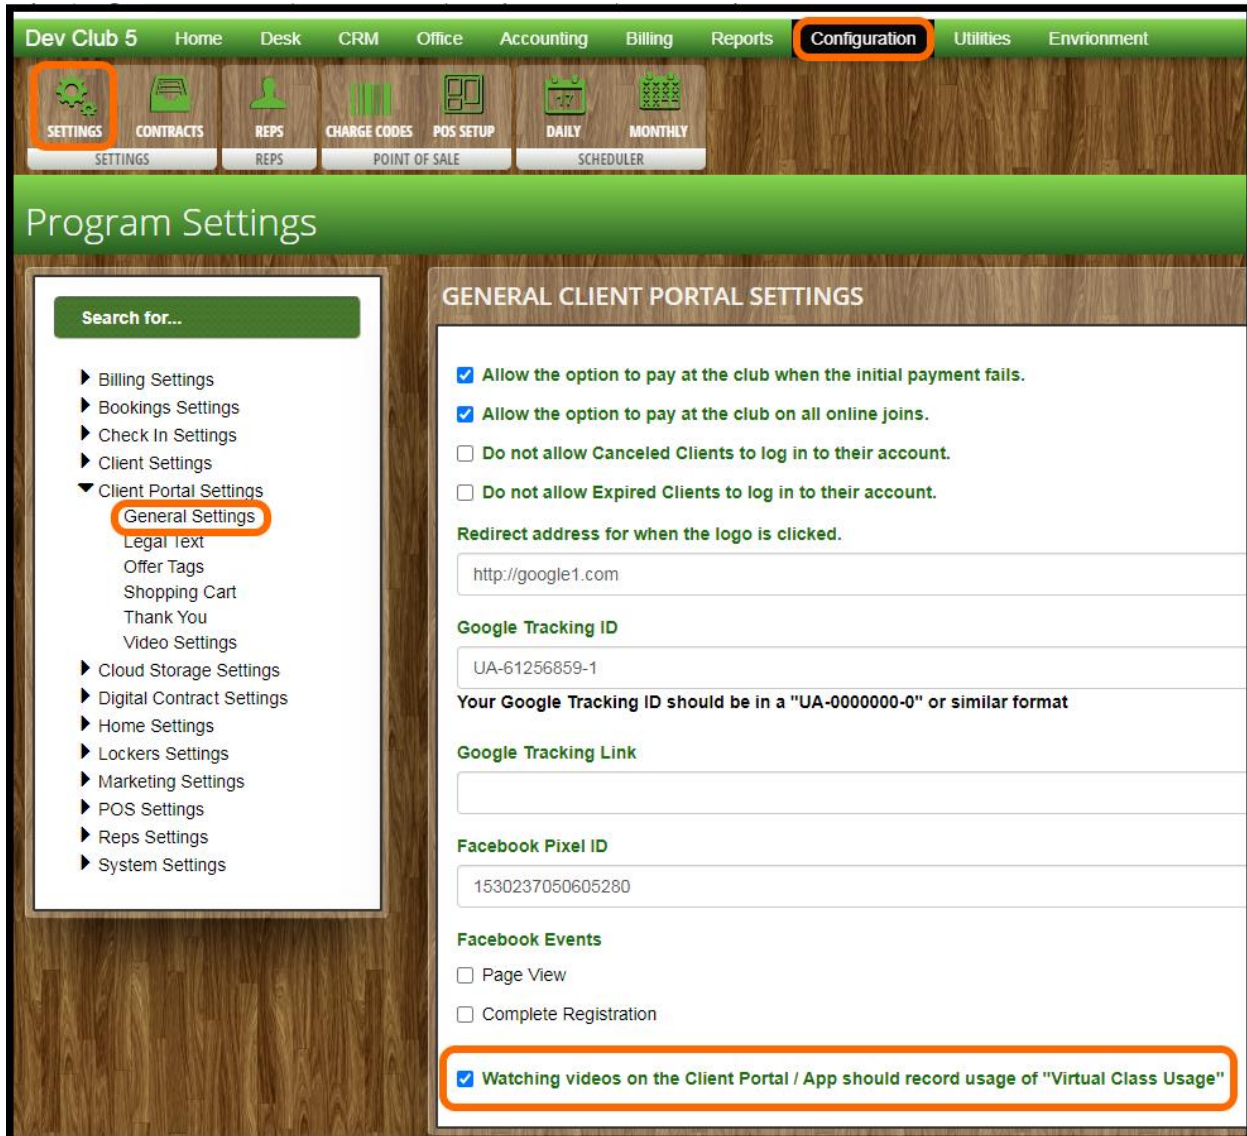 Dev Club 5 Home Desk CRM Office Accounting Billing Reports Configuration Utilities Envrionment
SETTINGS CONTRACTS REPS CHARGE CODES POS SETUP 17 DAILY MONTHLY
SETTINGS REPS POINT OF SALE SCHEDULER
Program Settings
Search for...
Billing Settings
Bookings Settings
Check In Settings
Client Settings
Client Portal Settings
General Settings
Legal Text
Offer Tags
Shopping Cart
Thank You
Video Settings
Cloud Storage Settings
Digital Contract Settings
Home Settings
Lockers Settings
Marketing Settings
POS Settings
Reps Settings
System Settings
GENERAL CLIENT PORTAL SETTINGS
Allow the option to pay at the club when the initial payment fails.
Allow the option to pay at the club on all online joins.
Do not allow Canceled Clients to log in to their account.
Do not allow Expired Clients to log in to their account.
Redirect address for when the logo is clicked.
http://google1.com
Google Tracking ID
UA-61256859-1
Your Google Tracking ID should be in a "UA-0000000-0" or similar format
Google Tracking Link
Facebook Pixel ID
1530237050605280
Facebook Events
Page View
Complete Registration
Watching videos on the Client Portal / App should record usage of "Virtual Class Usage"